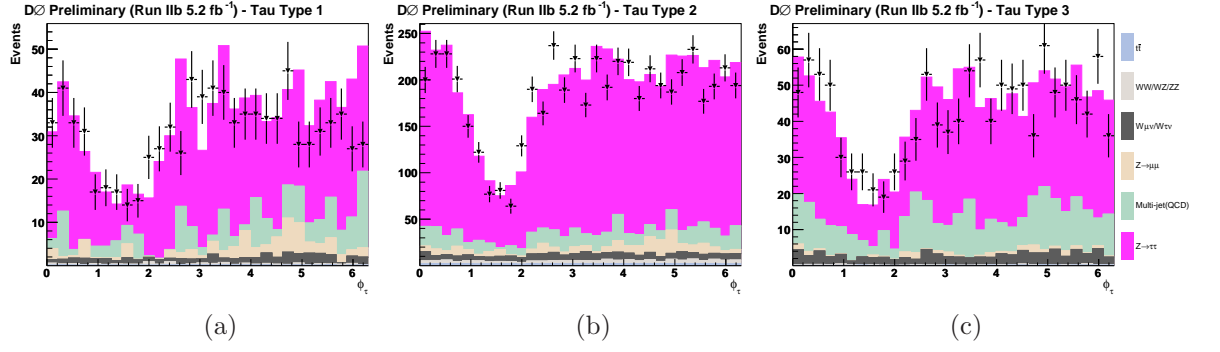 DØ Preliminary (Run IIb 5.2 fb⁻¹) - Tau Type 1
Events
50
40
30
20
10
0 1 2 3 4 5 6
ϕτ
(a)
DØ Preliminary (Run IIb 5.2 fb⁻¹) - Tau Type 2
Events
250
200
150
100
50
0 1 2 3 4 5 6
ϕτ
(b)
DØ Preliminary (Run IIb 5.2 fb⁻¹) - Tau Type 3
Events
60
50
40
30
20
10
0 1 2 3 4 5 6
ϕτ
(c)
tt̄
WW/WZ/ZZ
Wμν/Wτν
Z→μμ
Multi-jet(QCD)
Z→ττ